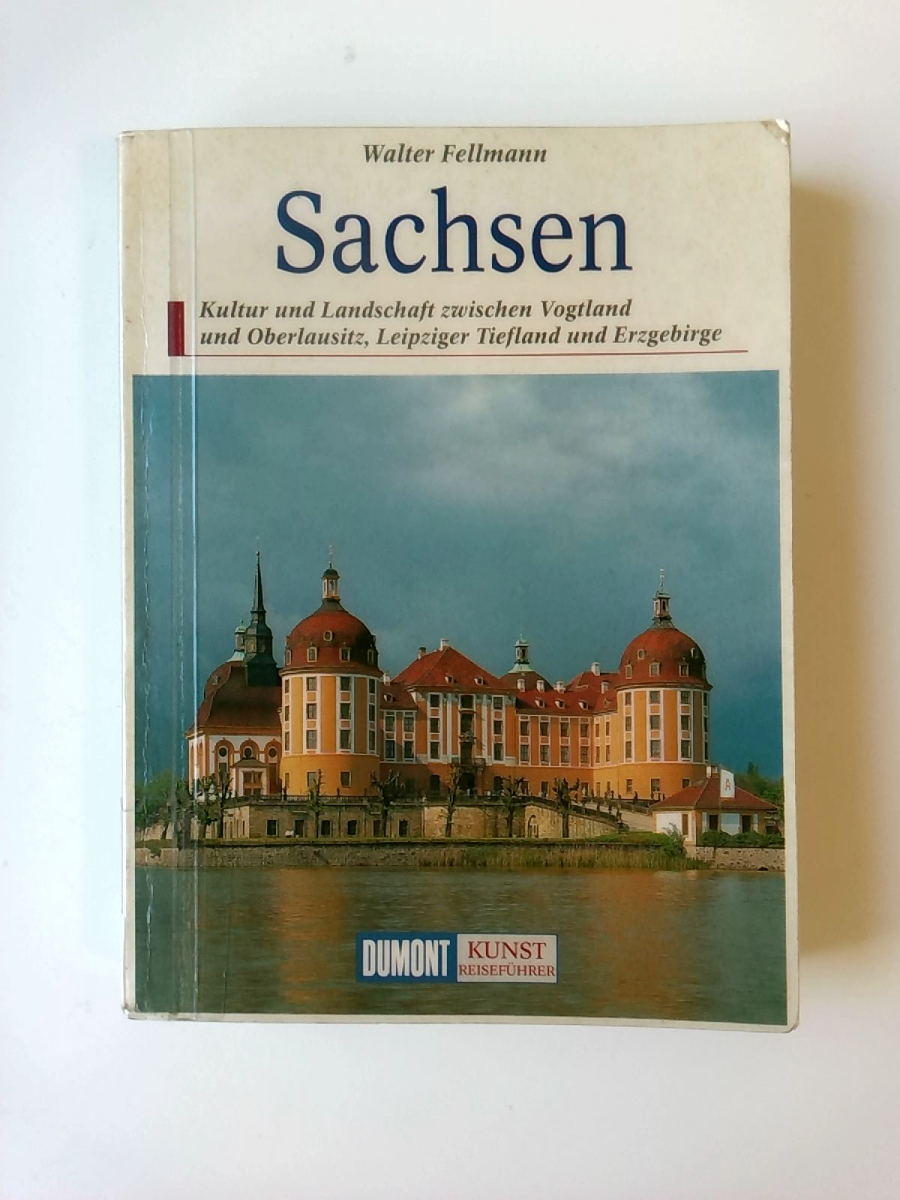 Walter Fellmann
Sachsen
Kultur und Landschaft zwischen Vogtland
und Oberlausitz, Leipziger Tiefland und Erzgebirge
A
DUMONT KUNST
REISEFÜHRER